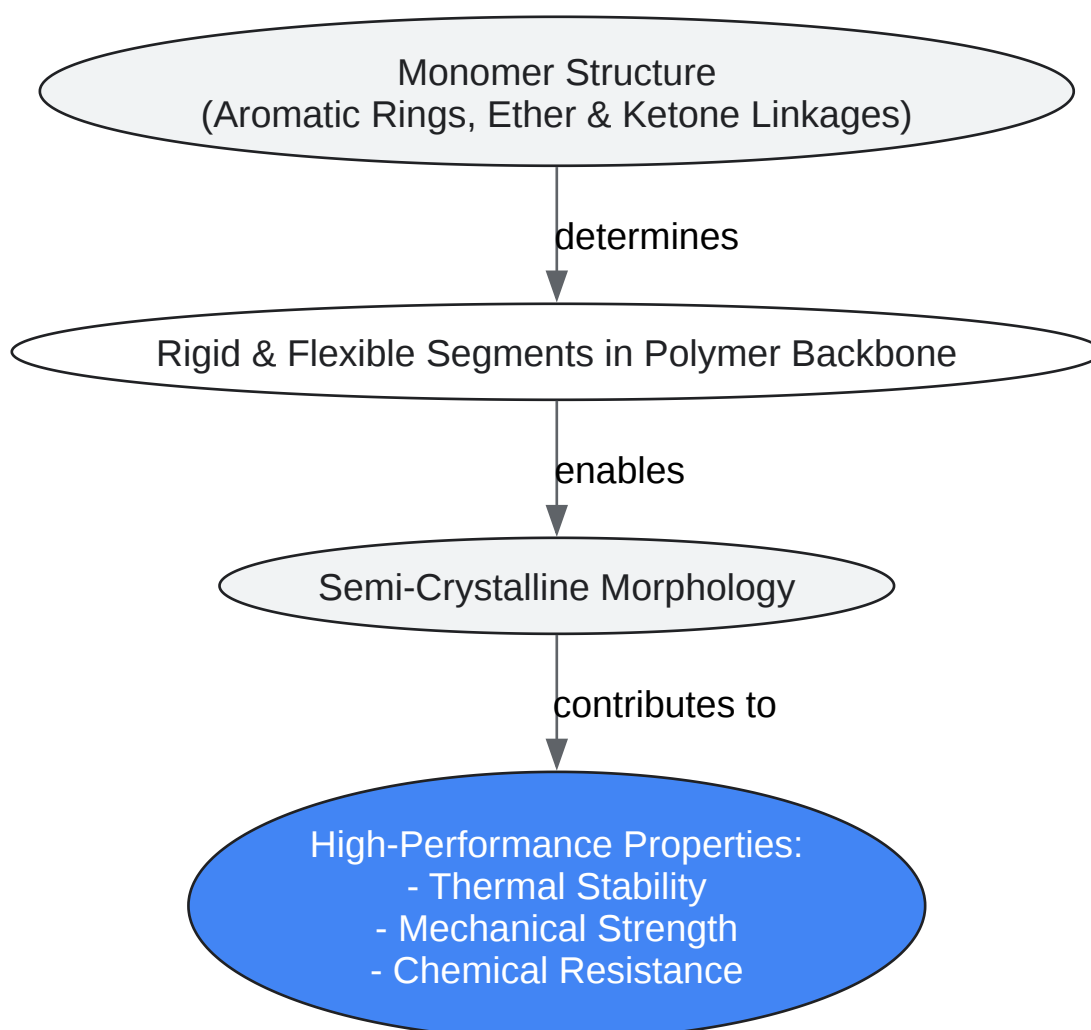 Monomer Structure
(Aromatic Rings, Ether & Ketone Linkages)
determines
Rigid & Flexible Segments in Polymer Backbone
enables
Semi-Crystalline Morphology
contributes to
High-Performance Properties:
- Thermal Stability
- Mechanical Strength
- Chemical Resistance